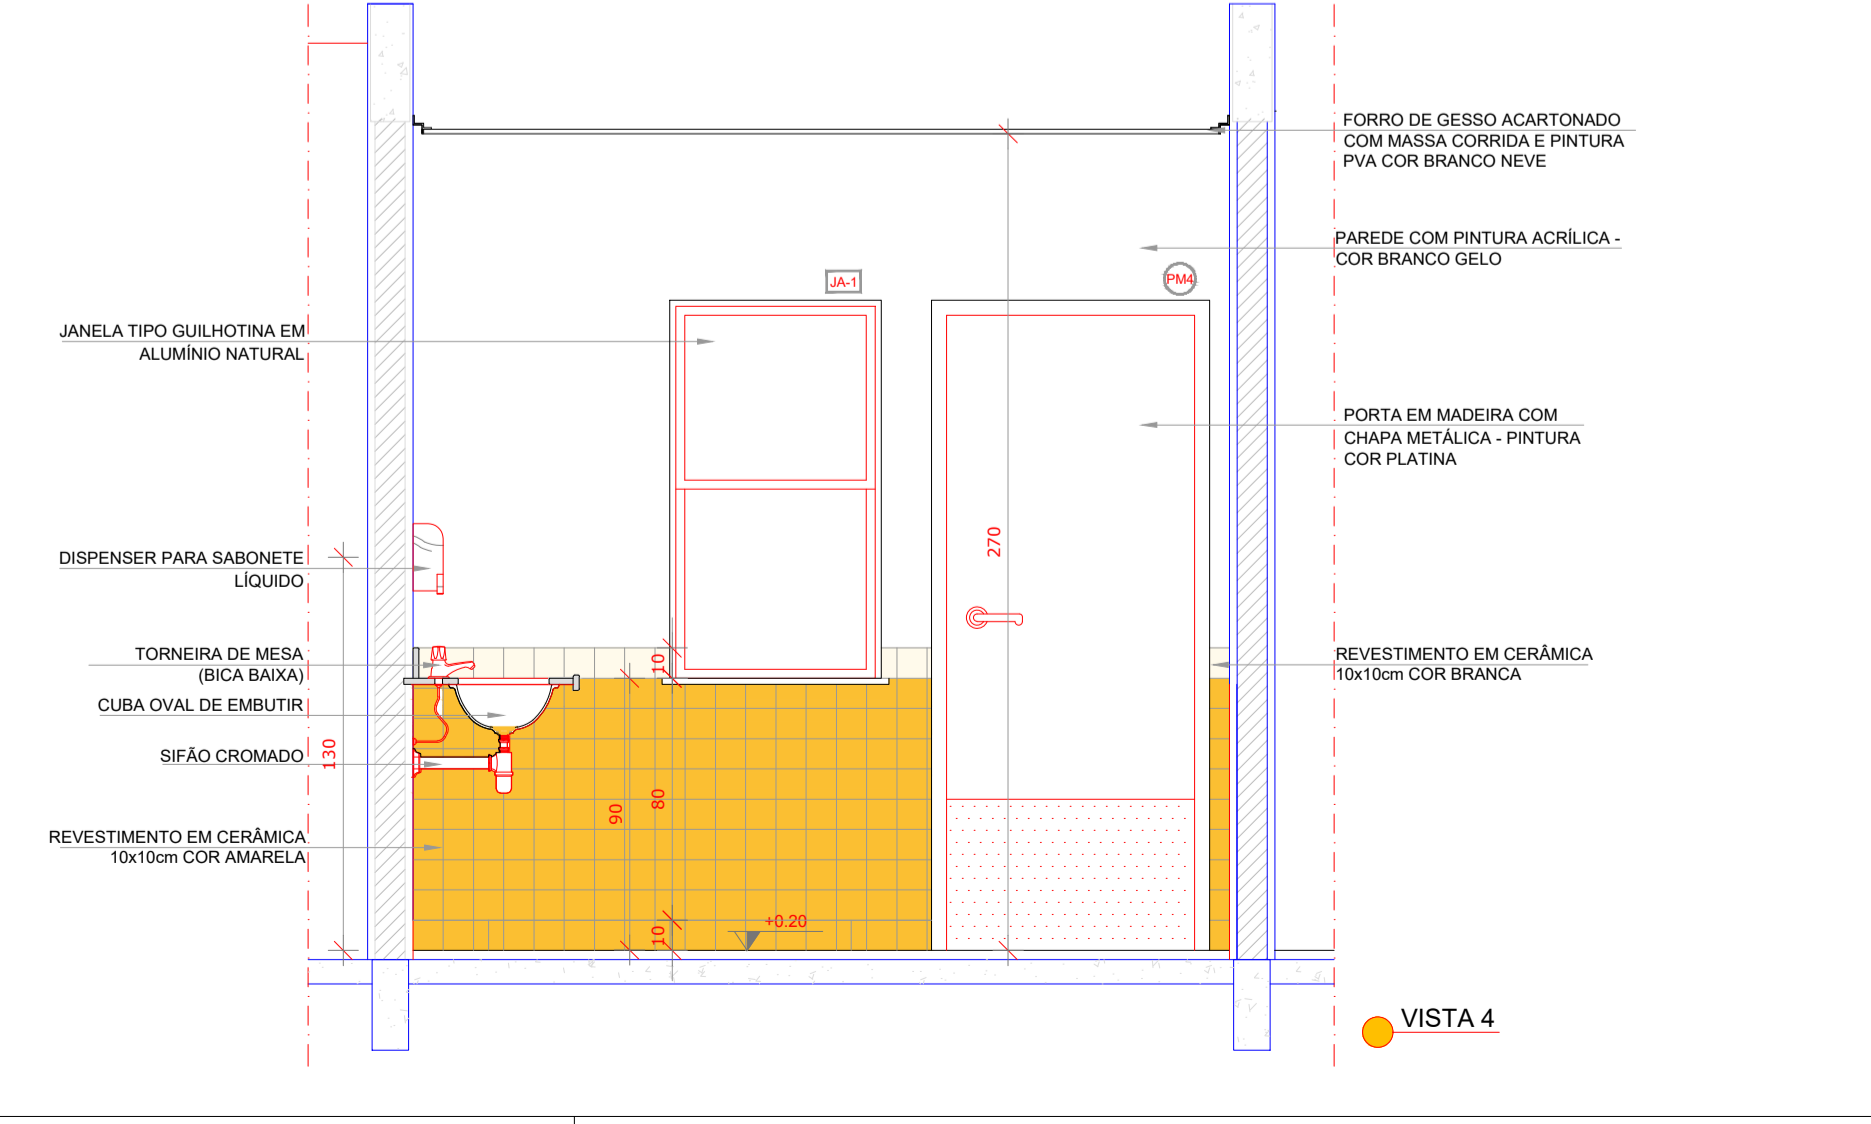 FORRO DE GESSO ACARTONADO
COM MASSA CORRIDA E PINTURA
PVA COR BRANCO NEVE
PAREDE COM PINTURA ACRÍLICA -
COR BRANCO GELO
JA-1
PM4
JANELA TIPO GUILHOTINA EM
ALUMÍNIO NATURAL
PORTA EM MADEIRA COM
CHAPA METÁLICA - PINTURA
COR PLATINA
270
DISPENSER PARA SABONETE
LÍQUIDO
TORNEIRA DE MESA
(BICA BAIXA)
10
REVESTIMENTO EM CERÂMICA
10x10cm COR BRANCA
CUBA OVAL DE EMBUTIR
SIFÃO CROMADO
130
90
80
REVESTIMENTO EM CERÂMICA
10x10cm COR AMARELA
10
+0.20
VISTA 4